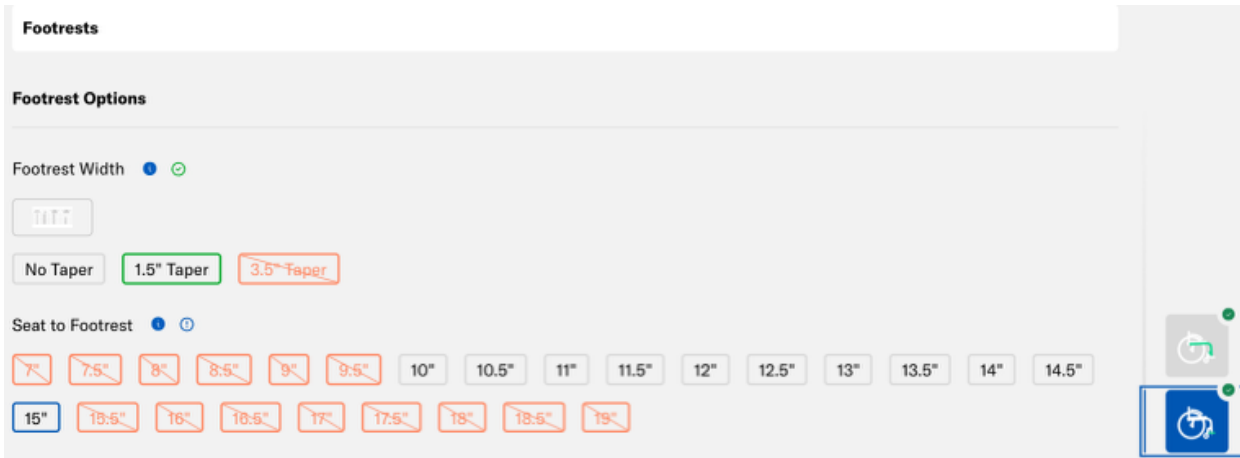 Footrests
Footrest Options
Footrest Width
No Taper 1.5" Taper 3.5" Taper
Seat to Footrest
7" 7.5" 8" 8.5" 9" 9.5" 10" 10.5" 11" 11.5" 12" 12.5" 13" 13.5" 14" 14.5"
15" 15.5" 16" 16.5" 17" 17.5" 18" 18.5" 19"